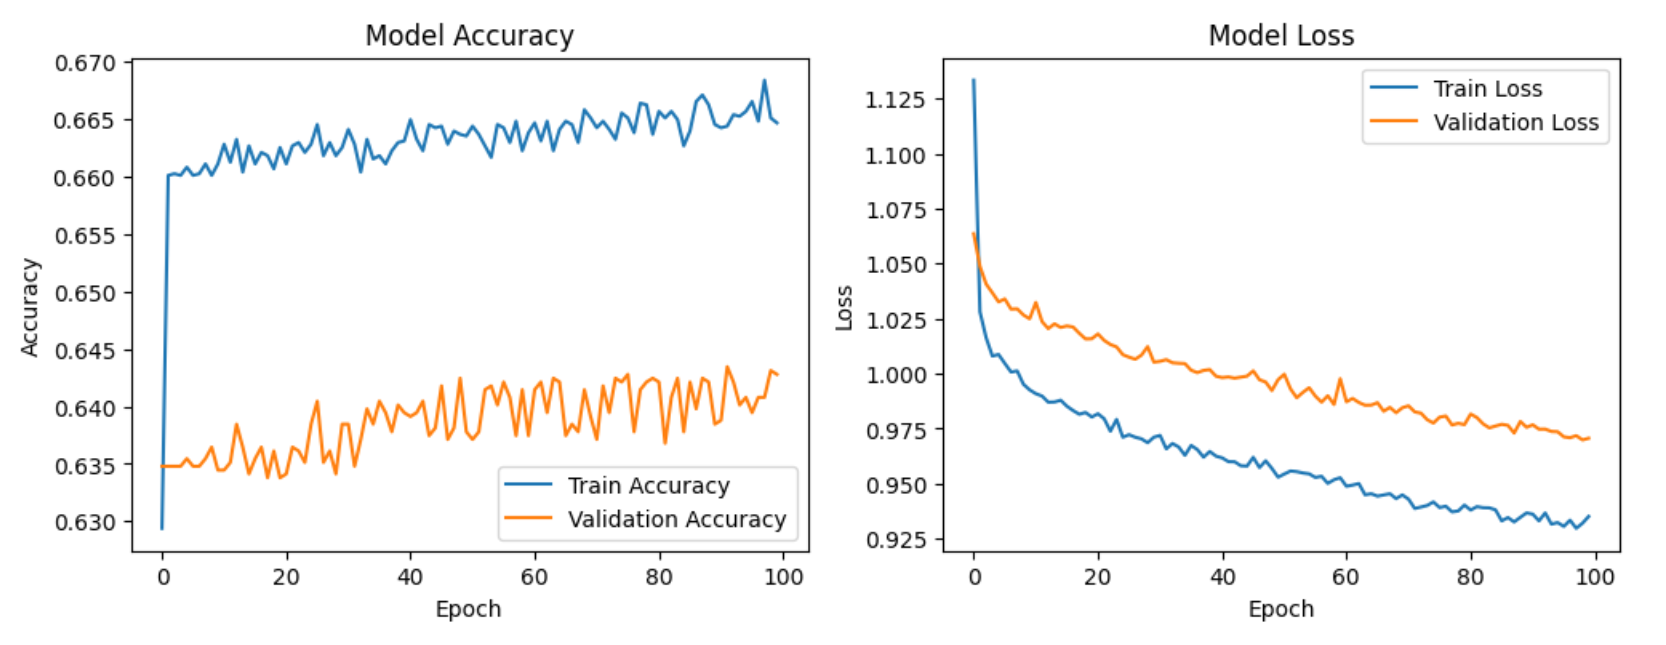 Model Accuracy
0.670
0.665
0.660
0.655
0.650
0.645
0.640
0.635
0.630
Accuracy
Train Accuracy
Validation Accuracy
0 20 40 60 80 100
Epoch
Model Loss
1.125
1.100
1.075
1.050
1.025
1.000
0.975
0.950
0.925
Loss
Train Loss
Validation Loss
0 20 40 60 80 100
Epoch